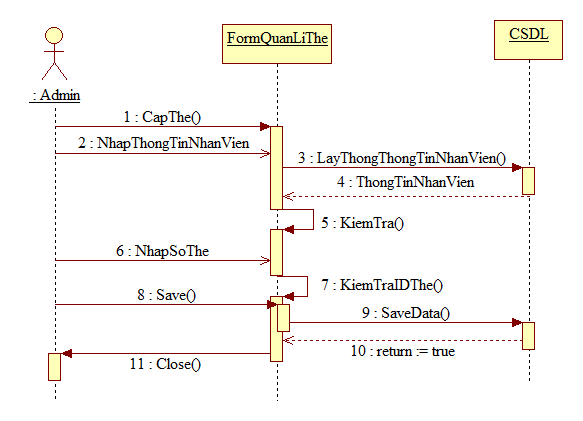 FormQuanLiThe
CSDL
: Admin
1 : CapThe()
2 : NhapThongTinNhanVien
3 : LayThongThongTinNhanVien()
4 : ThongTinNhanVien
5 : KiemTra()
6 : NhapSoThe
7 : KiemTraIDThe()
8 : Save()
9 : SaveData()
10 : return := true
11 : Close()